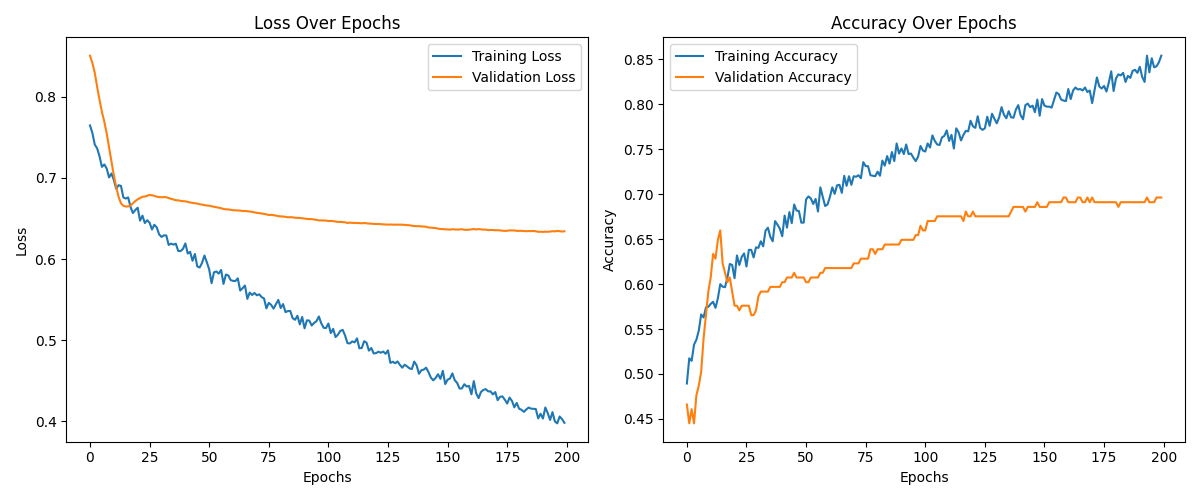 Loss Over Epochs
Loss
0.8
0.7
0.6
0.5
0.4
Training Loss
Validation Loss
0 25 50 75 100 125 150 175 200
Epochs
Accuracy Over Epochs
Accuracy
0.85
0.80
0.75
0.70
0.65
0.60
0.55
0.50
0.45
Training Accuracy
Validation Accuracy
0 25 50 75 100 125 150 175 200
Epochs